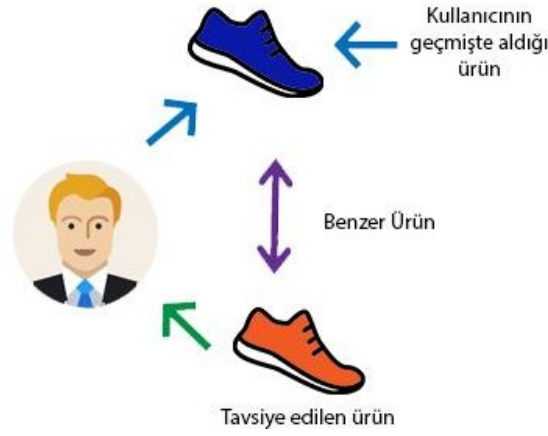 Kullanıcının
geçmişte aldığı
ürün
Benzer Ürün
Tavsiye edilen ürün